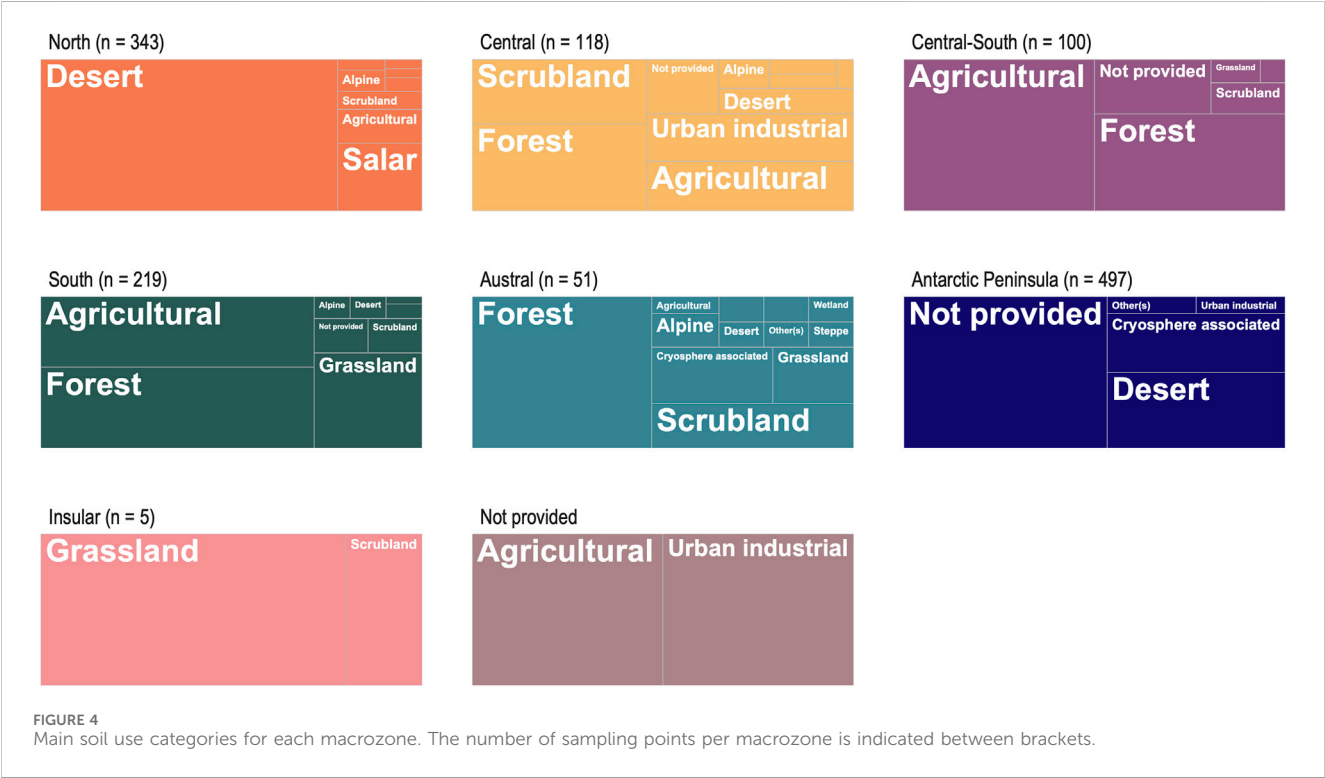 North (n = 343)
Desert
Alpine
Scrubland
Agricultural
Salar
Central (n = 118)
Scrubland
Forest
Not provided
Alpine
Desert
Urban industrial
Agricultural
Central-South (n = 100)
Agricultural
Not provided
Grassland
Scrubland
Forest
South (n = 219)
Agricultural
Forest
Alpine
Desert
Not provided
Scrubland
Grassland
Austral (n = 51)
Forest
Agricultural
Wetland
Alpine
Desert
Other(s)
Steppe
Cryosphere associated
Grassland
Scrubland
Antarctic Peninsula (n = 497)
Not provided
Other(s)
Urban industrial
Cryosphere associated
Desert
Insular (n = 5)
Grassland
Scrubland
Not provided
Agricultural
Urban industrial
FIGURE 4
Main soil use categories for each macrozone. The number of sampling points per macrozone is indicated between brackets.